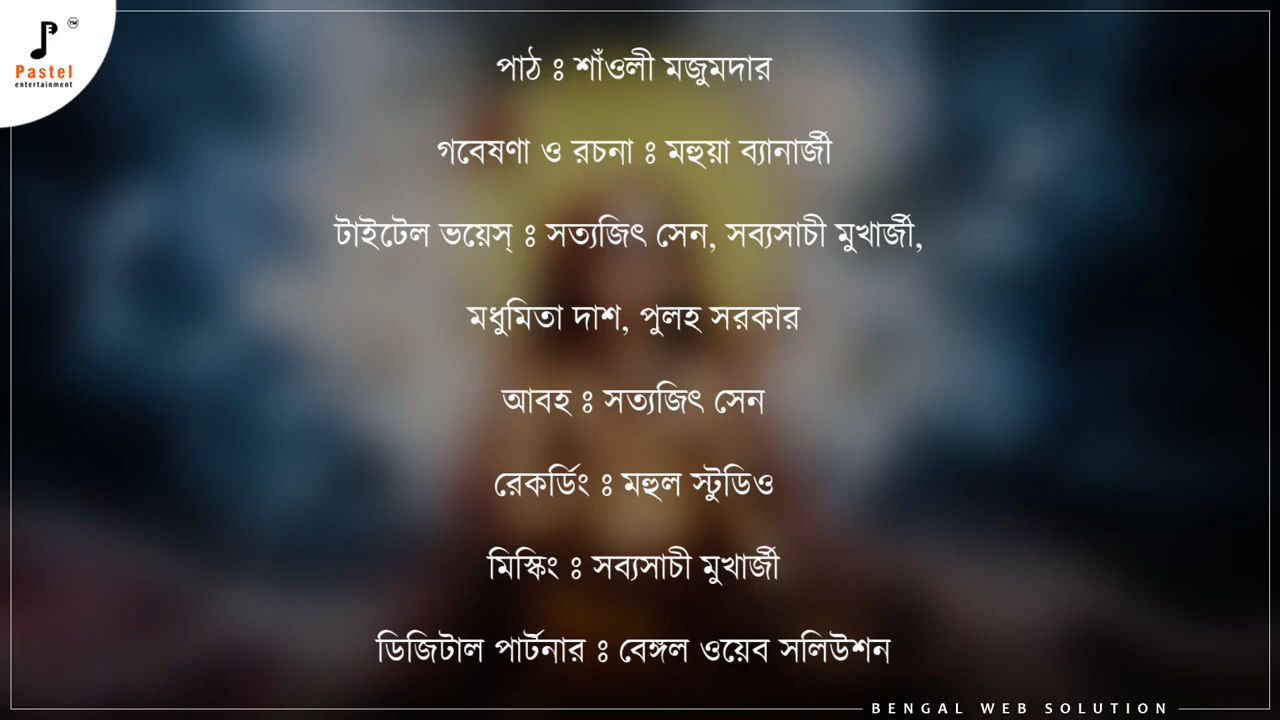 Pastel
entertainment
TM
পাঠ ঃ শাঁওলী মজুমদার
গবেষণা ও রচনা ঃ মহুয়া ব্যানার্জী
টাইটেল ভয়েস্ ঃ সত্যজিৎ সেন, সব্যসাচী মুখার্জী,
মধুমিতা দাশ, পুলহ সরকার
আবহ ঃ সত্যজিৎ সেন
রেকর্ডিং ঃ মহুল স্টুডিও
মিস্কিং ঃ সব্যসাচী মুখার্জী
ডিজিটাল পার্টনার ঃ বেঙ্গল ওয়েব সলিউশন
BENGAL WEB SOLUTION